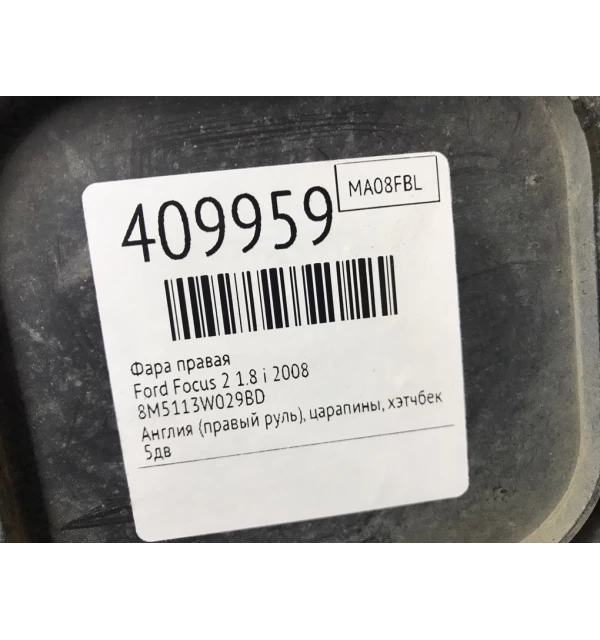 409959
MA08FBL
Фара правая
Ford Focus 2 1.8 i 2008
8M5113W029BD
Англия (правый руль), царапины, хэтчбек
5дв